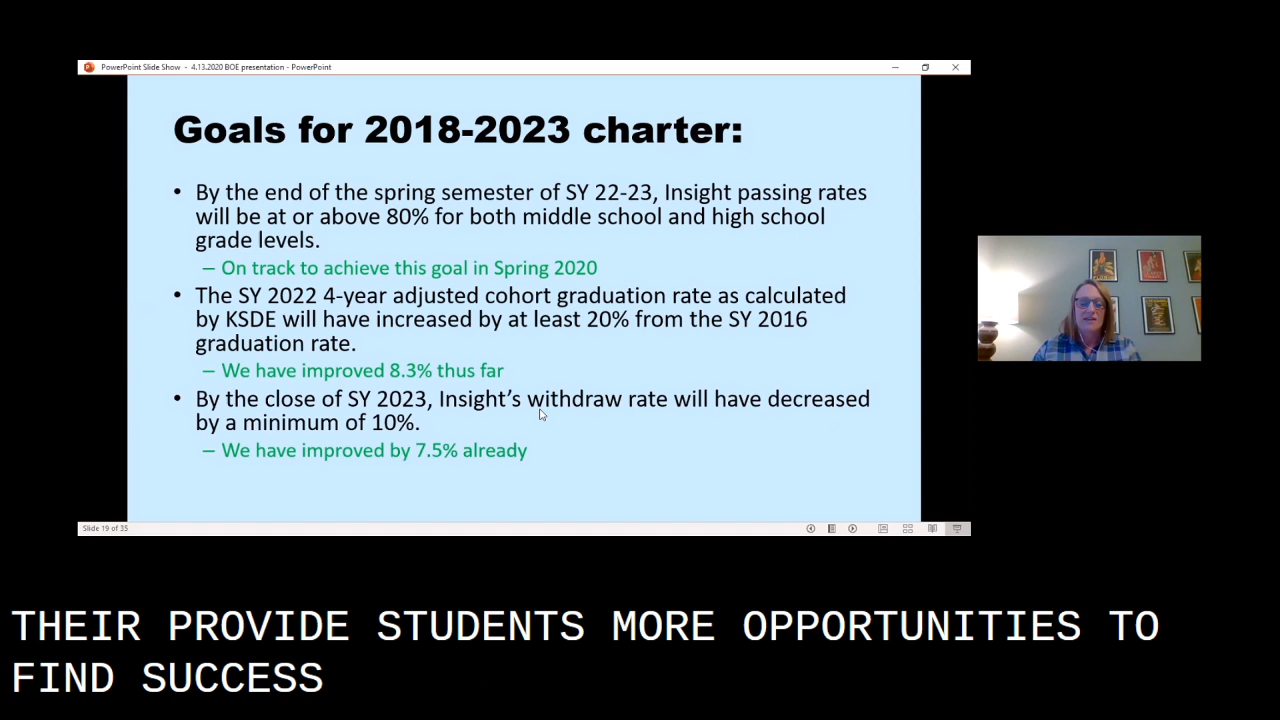 PowerPoint Slide Show - 4.13.2020 BOE presentation - PowerPoint
Goals for 2018-2023 charter:
• By the end of the spring semester of SY 22-23, Insight passing rates
will be at or above 80% for both middle school and high school
grade levels.
– On track to achieve this goal in Spring 2020
• The SY 2022 4-year adjusted cohort graduation rate as calculated
by KSDE will have increased by at least 20% from the SY 2016
graduation rate.
– We have improved 8.3% thus far
• By the close of SY 2023, Insight’s withdraw rate will have decreased
by a minimum of 10%.
– We have improved by 7.5% already
Slide 19 of 35
THEIR PROVIDE STUDENTS MORE OPPORTUNITIES TO
FIND SUCCESS